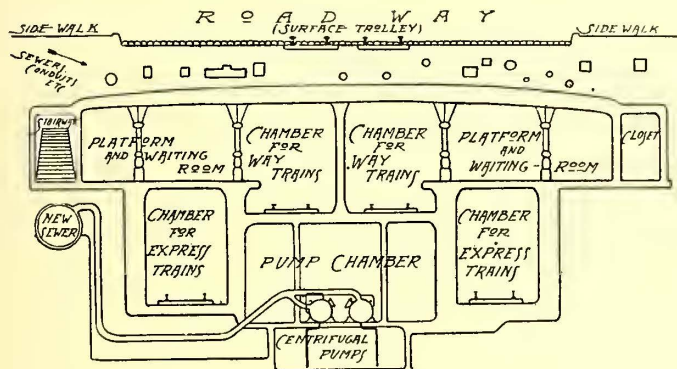 ROAD WAY
(SURFACE TROLLEY)
SIDE-WALK
SIDE WALK
SEWERS,
CONDUITS
ETC
STAIRWAY
PLATFORM
AND WAITING
ROOM
CHAMBER
FOR
WAY
TRAINS
CHAMBER
FOR
WAY
TRAINS
PLATFORM
AND
WAITING-
ROOM
CLOSET
NEW
SEWER
CHAMBER
FOR
EXPRESS
TRAINS
PUMP CHAMBER
CHAMBER
FOR
EXPRESS
TRAINS
CENTRIFUGAL
PUMPS